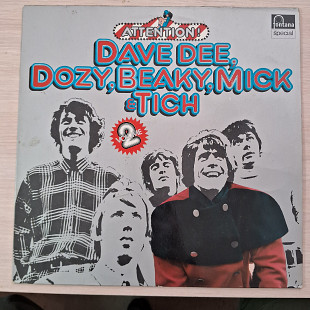 ATTENTION!
fontana
special
DAVE DEE,
DOZY, BEAKY, MICK
&TICH
2